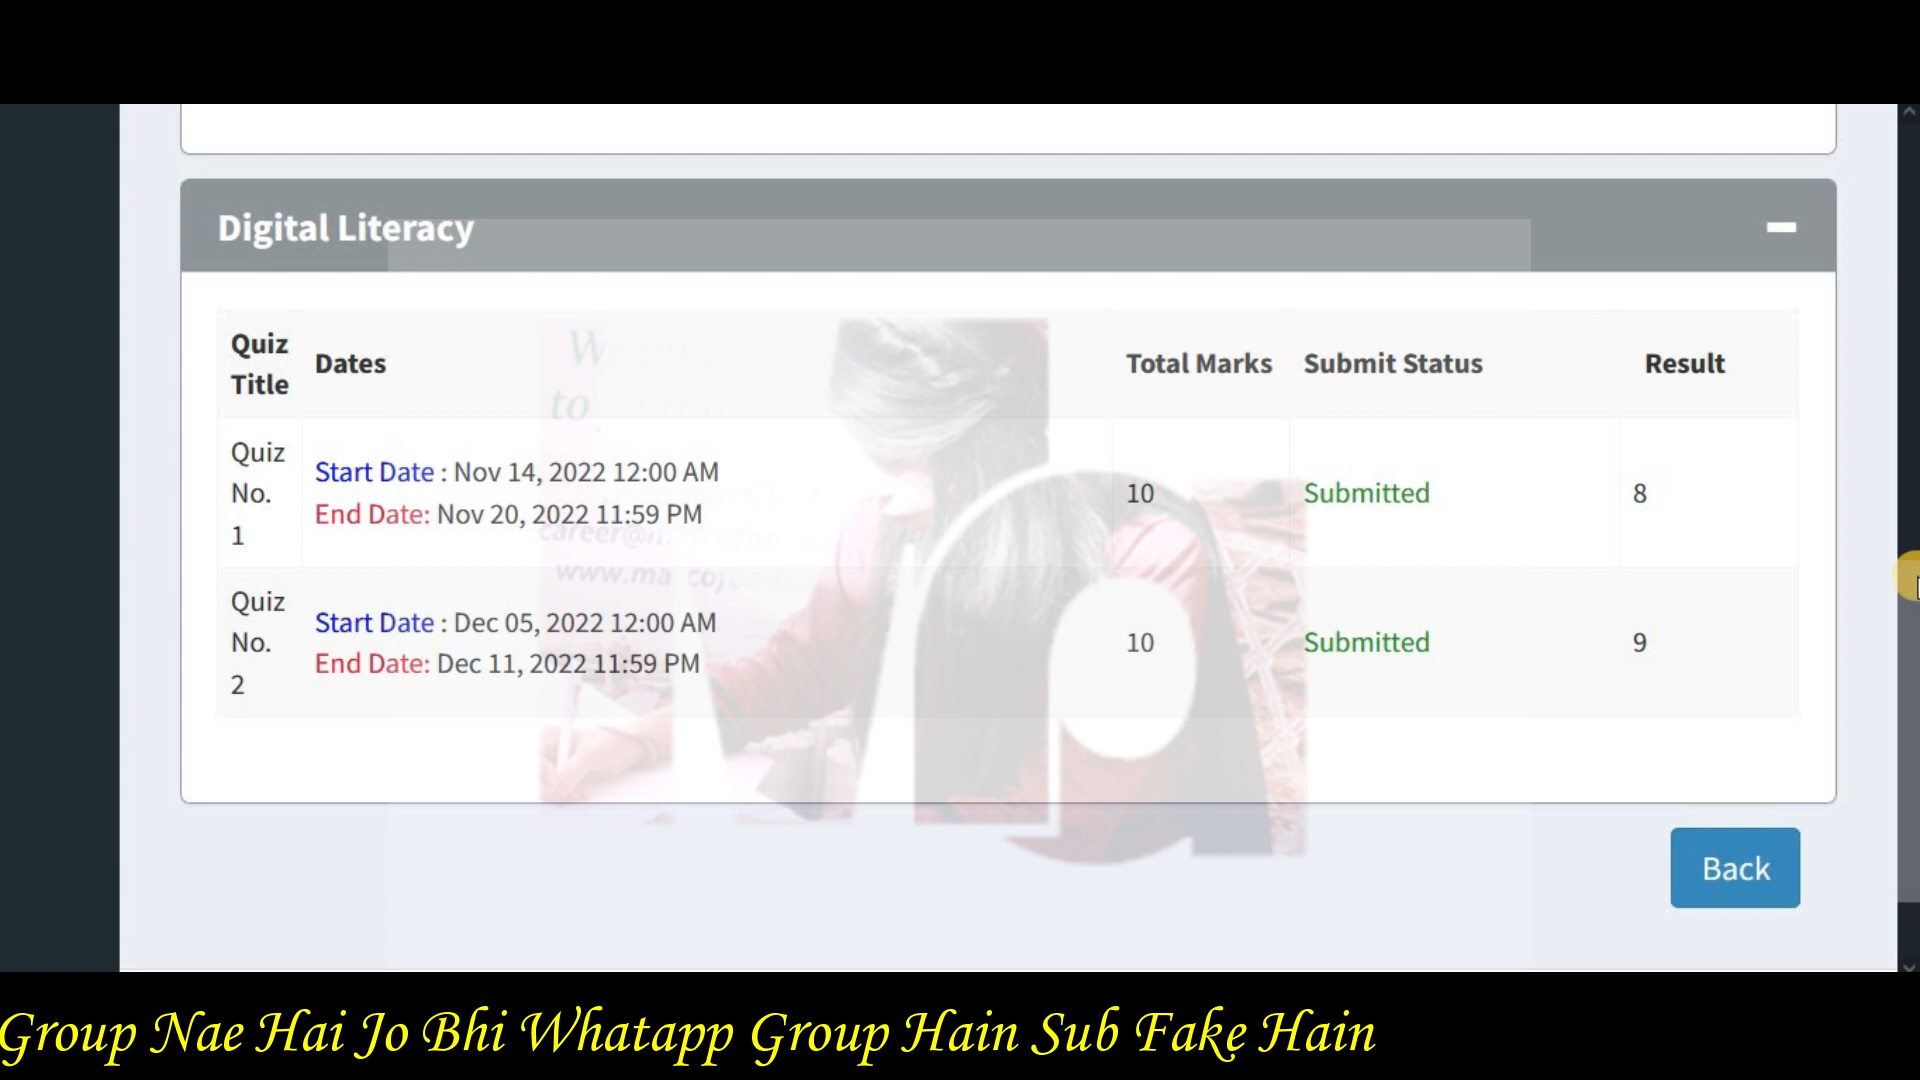 Digital Literacy
Quiz Title Dates Total Marks Submit Status Result
Quiz No. 1 Start Date : Nov 14, 2022 12:00 AM 10 Submitted 8
End Date: Nov 20, 2022 11:59 PM
Quiz No. 2 Start Date : Dec 05, 2022 12:00 AM 10 Submitted 9
End Date: Dec 11, 2022 11:59 PM
to
Back
Group Nae Hai Jo Bhi Whatapp Group Hain Sub Fake Hain